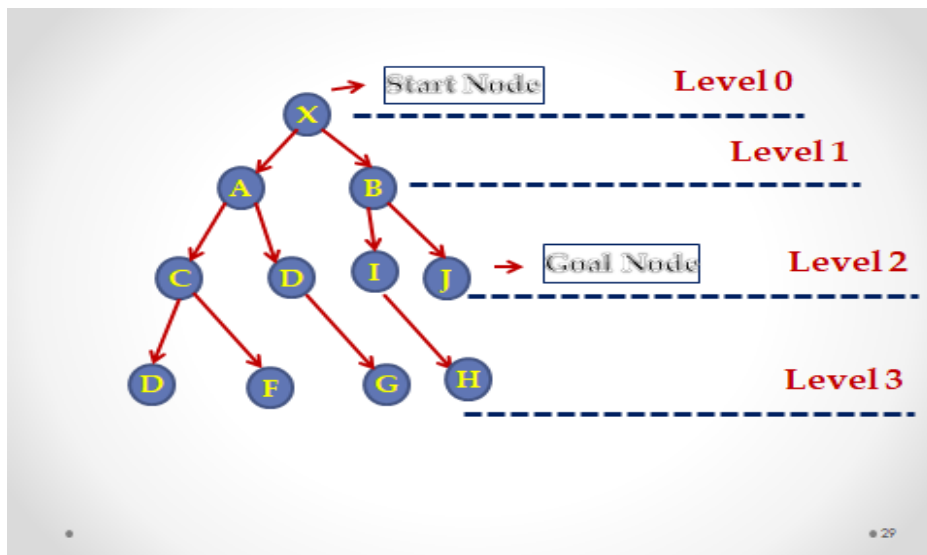 Start Node
Level 0
X
Level 1
A
B
C
D
I
J
Goal Node
Level 2
D
F
G
H
Level 3
29